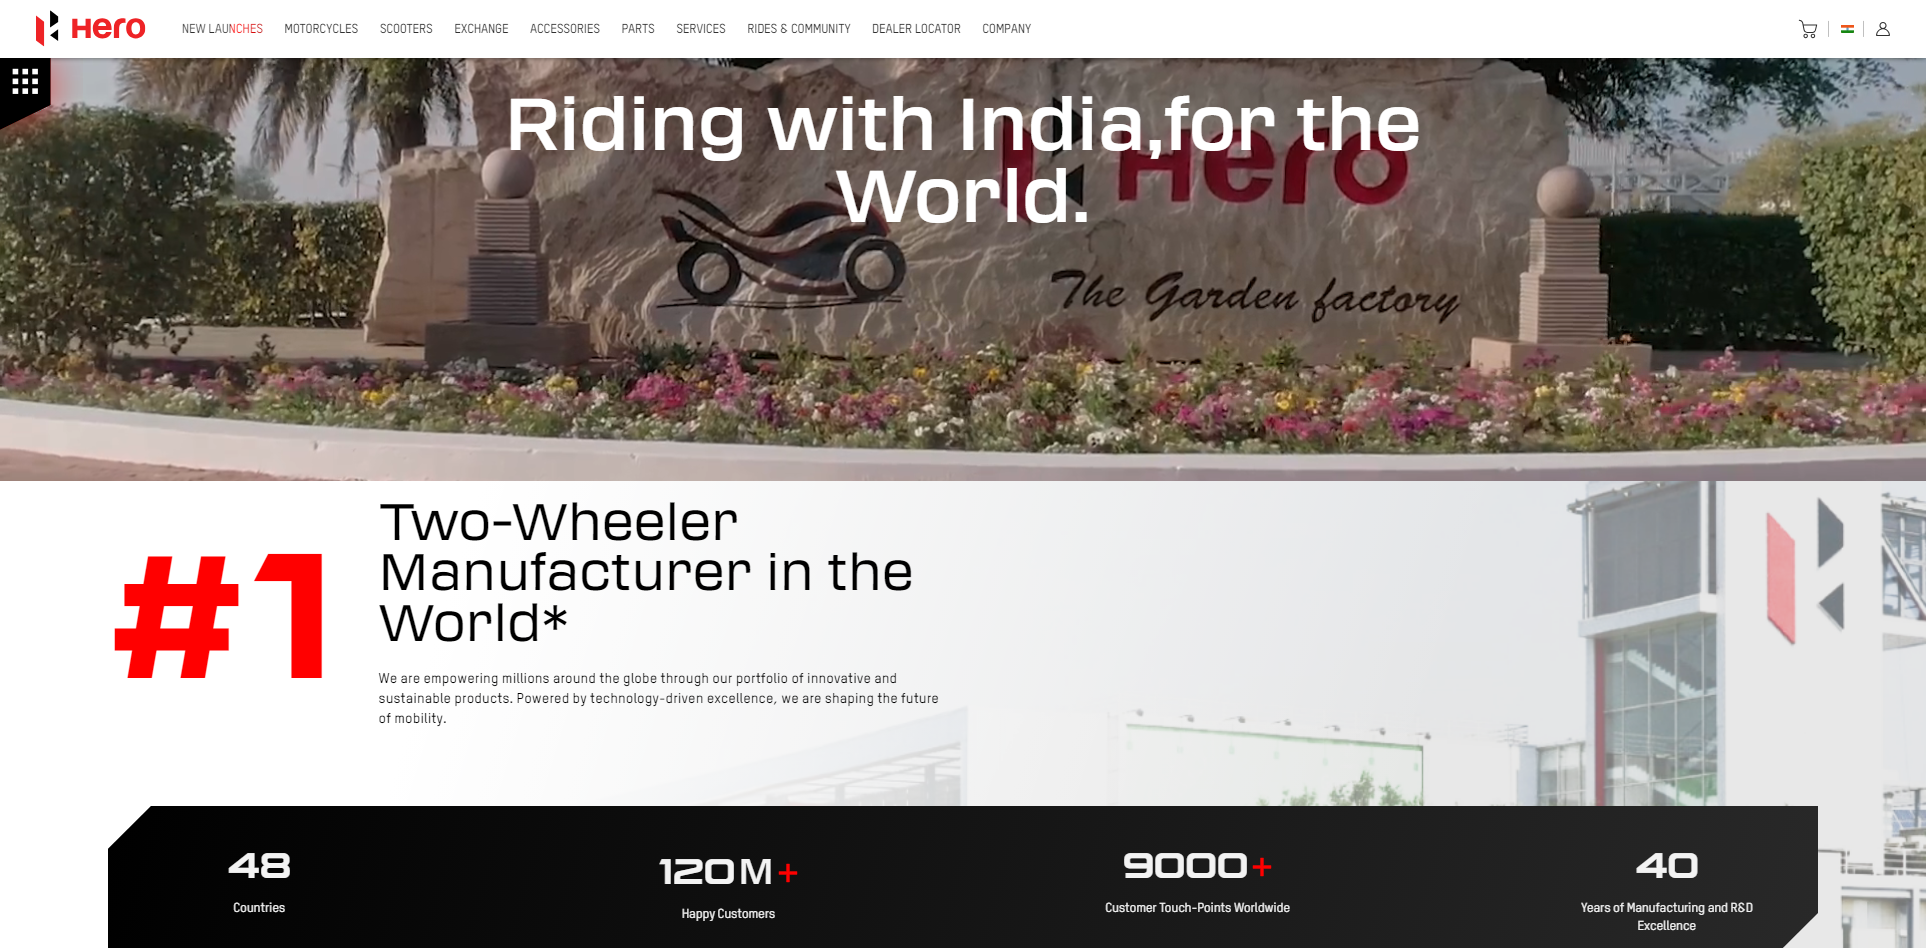 Hero
NEW LAUNCHES
MOTORCYCLES
SCOOTERS
EXCHANGE
ACCESSORIES
PARTS
SERVICES
RIDES & COMMUNITY
DEALER LOCATOR
COMPANY
Riding with India,for the
World.
Hero
The Garden factory
#1
Two-Wheeler
Manufacturer in the
World*
We are empowering millions around the globe through our portfolio of innovative and
sustainable products. Powered by technology-driven excellence, we are shaping the future
of mobility.
48
Countries
120M+
Happy Customers
9000+
Customer Touch-Points Worldwide
40
Years of Manufacturing and R&D
Excellence